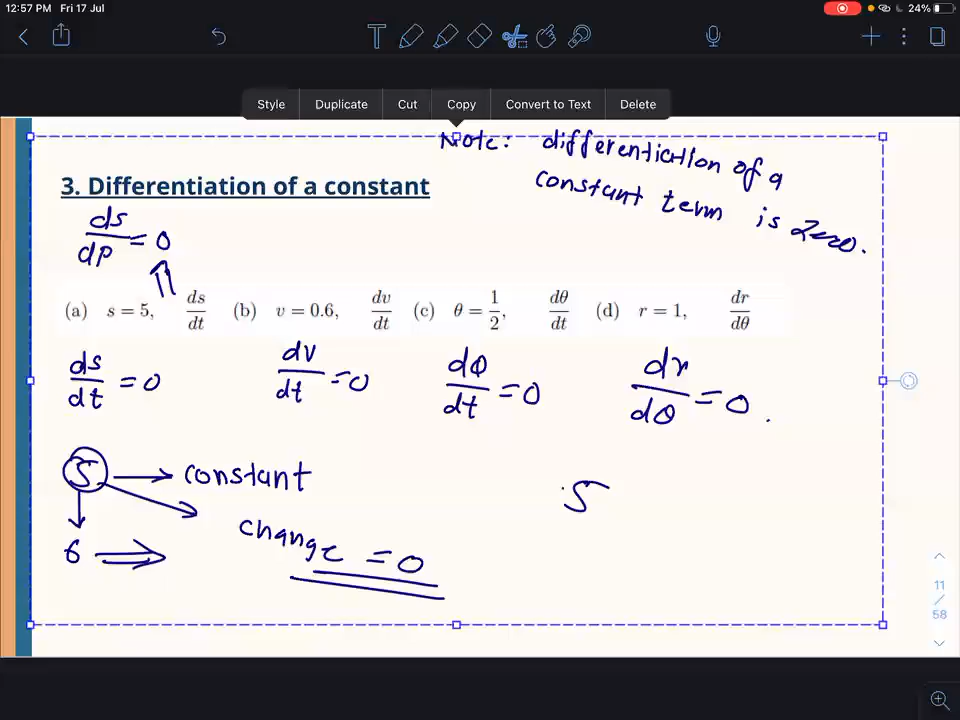 12:57 PM Fri 17 Jul
24%
T
Style Duplicate Cut Copy Convert to Text Delete
Note: differentiation of a
constant term is zero.
3. Differentiation of a constant
ds/dp = 0
(a) s = 5, ds/dt (b) v = 0.6, dv/dt (c) θ = 1/2, dθ/dt (d) r = 1, dr/dθ
ds/dt = 0 dv/dt = 0 dθ/dt = 0 dr/dθ = 0 .
5 → constant
5
change = 0
6 ⇒
11
/
58